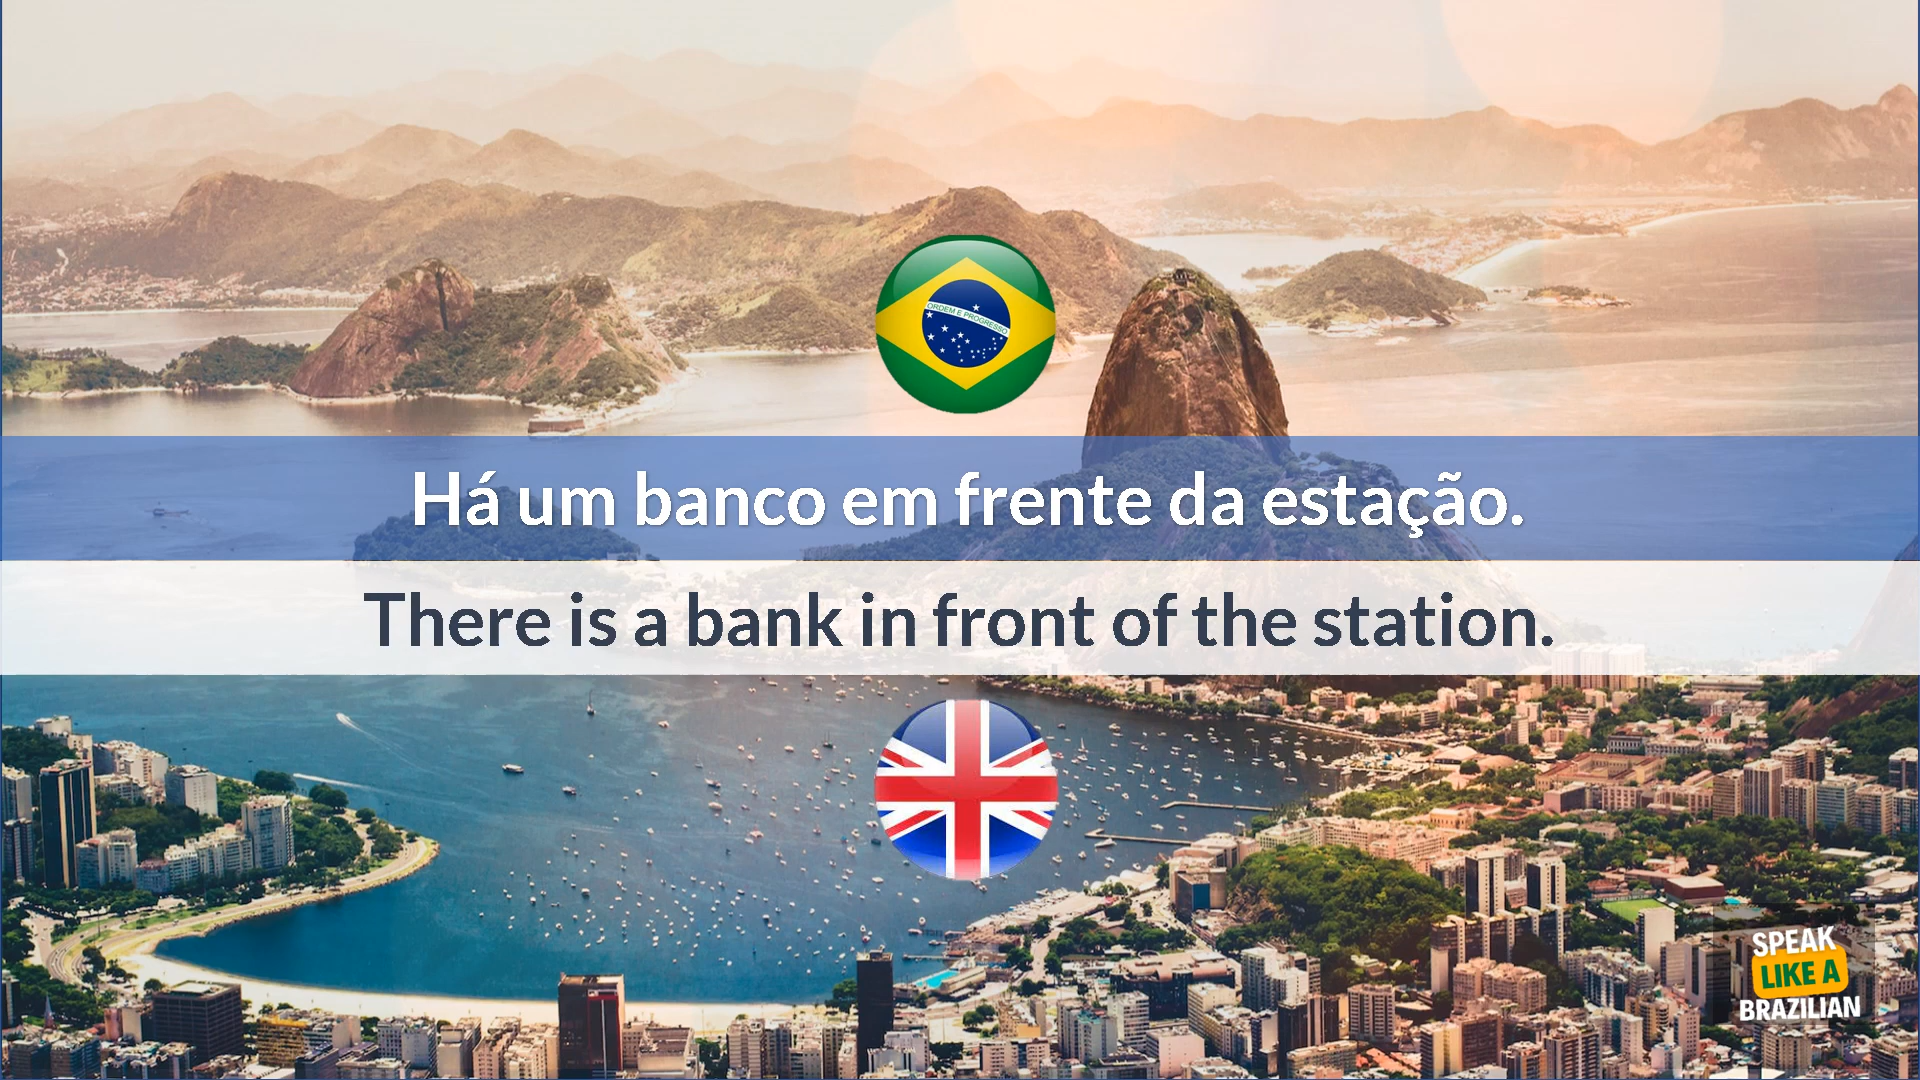 ORDEM E PROGRESSO
Há um banco em frente da estação.
There is a bank in front of the station.
SPEAK
LIKE A
BRAZILIAN